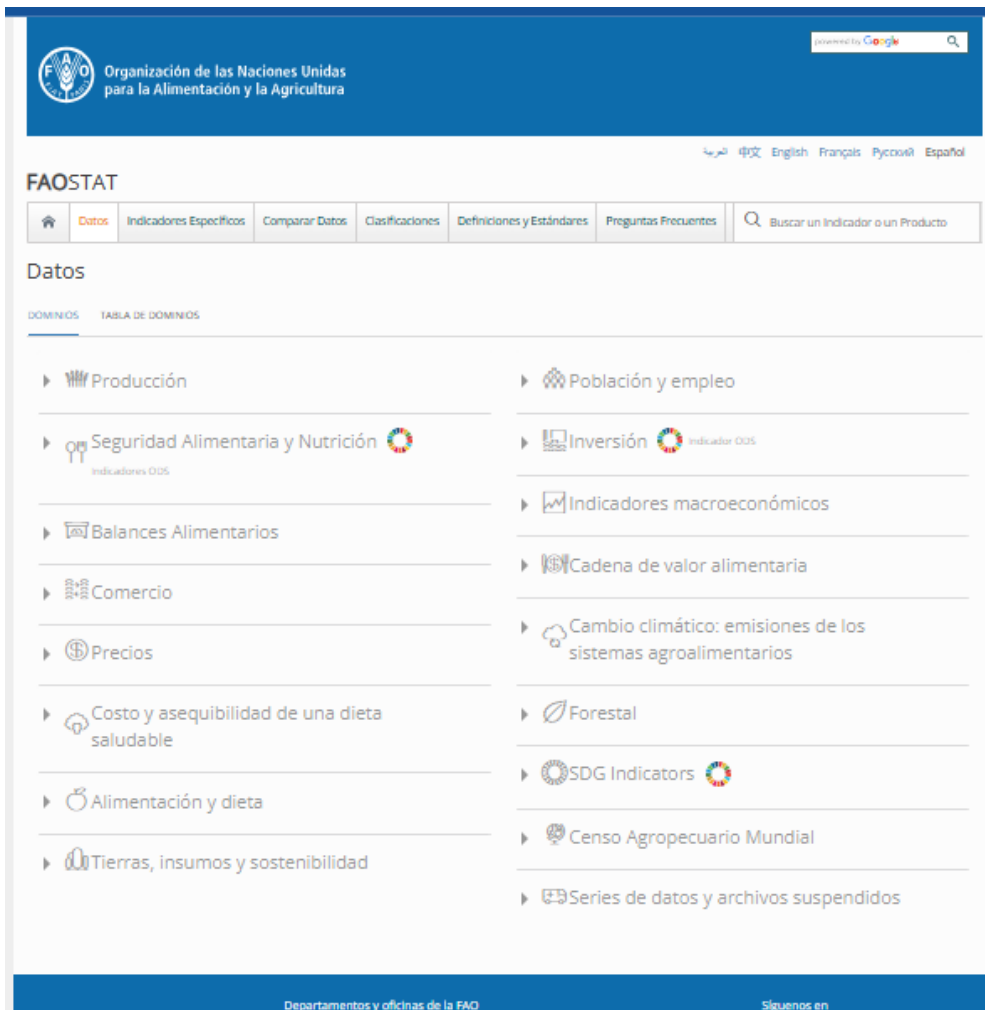 powered by Google
Organización de las Naciones Unidas
para la Alimentación y la Agricultura
العربية 中文 English Français Русский Español
FAOSTAT
Datos Indicadores Específicos Comparar Datos Clasificaciones Definiciones y Estándares Preguntas Frecuentes Buscar un Indicador o un Producto
Datos
DOMINIOS TABLA DE DOMINIOS
Producción
Seguridad Alimentaria y Nutrición
Indicadores ODS
Balances Alimentarios
Comercio
Precios
Costo y asequibilidad de una dieta
saludable
Alimentación y dieta
Tierras, insumos y sostenibilidad
Población y empleo
Inversión Indicador ODS
Indicadores macroeconómicos
Cadena de valor alimentaria
Cambio climático: emisiones de los
sistemas agroalimentarios
Forestal
SDG Indicators
Censo Agropecuario Mundial
Series de datos y archivos suspendidos
Departamentos y oficinas de la FAO Síguenos en